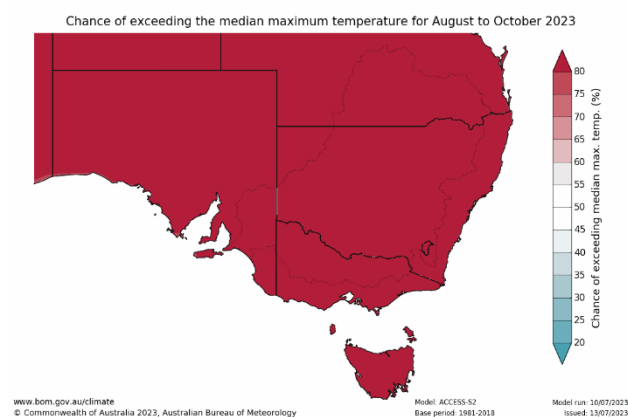 Chance of exceeding the median maximum temperature for August to October 2023
80
75
70
65
60
55
50
45
40
35
30
25
20
Chance of exceeding median max. temp. (%)
www.bom.gov.au/climate
© Commonwealth of Australia 2023, Australian Bureau of Meteorology
Model: ACCESS-S2
Base period: 1981-2018
Model run: 10/07/2023
Issued: 13/07/2023